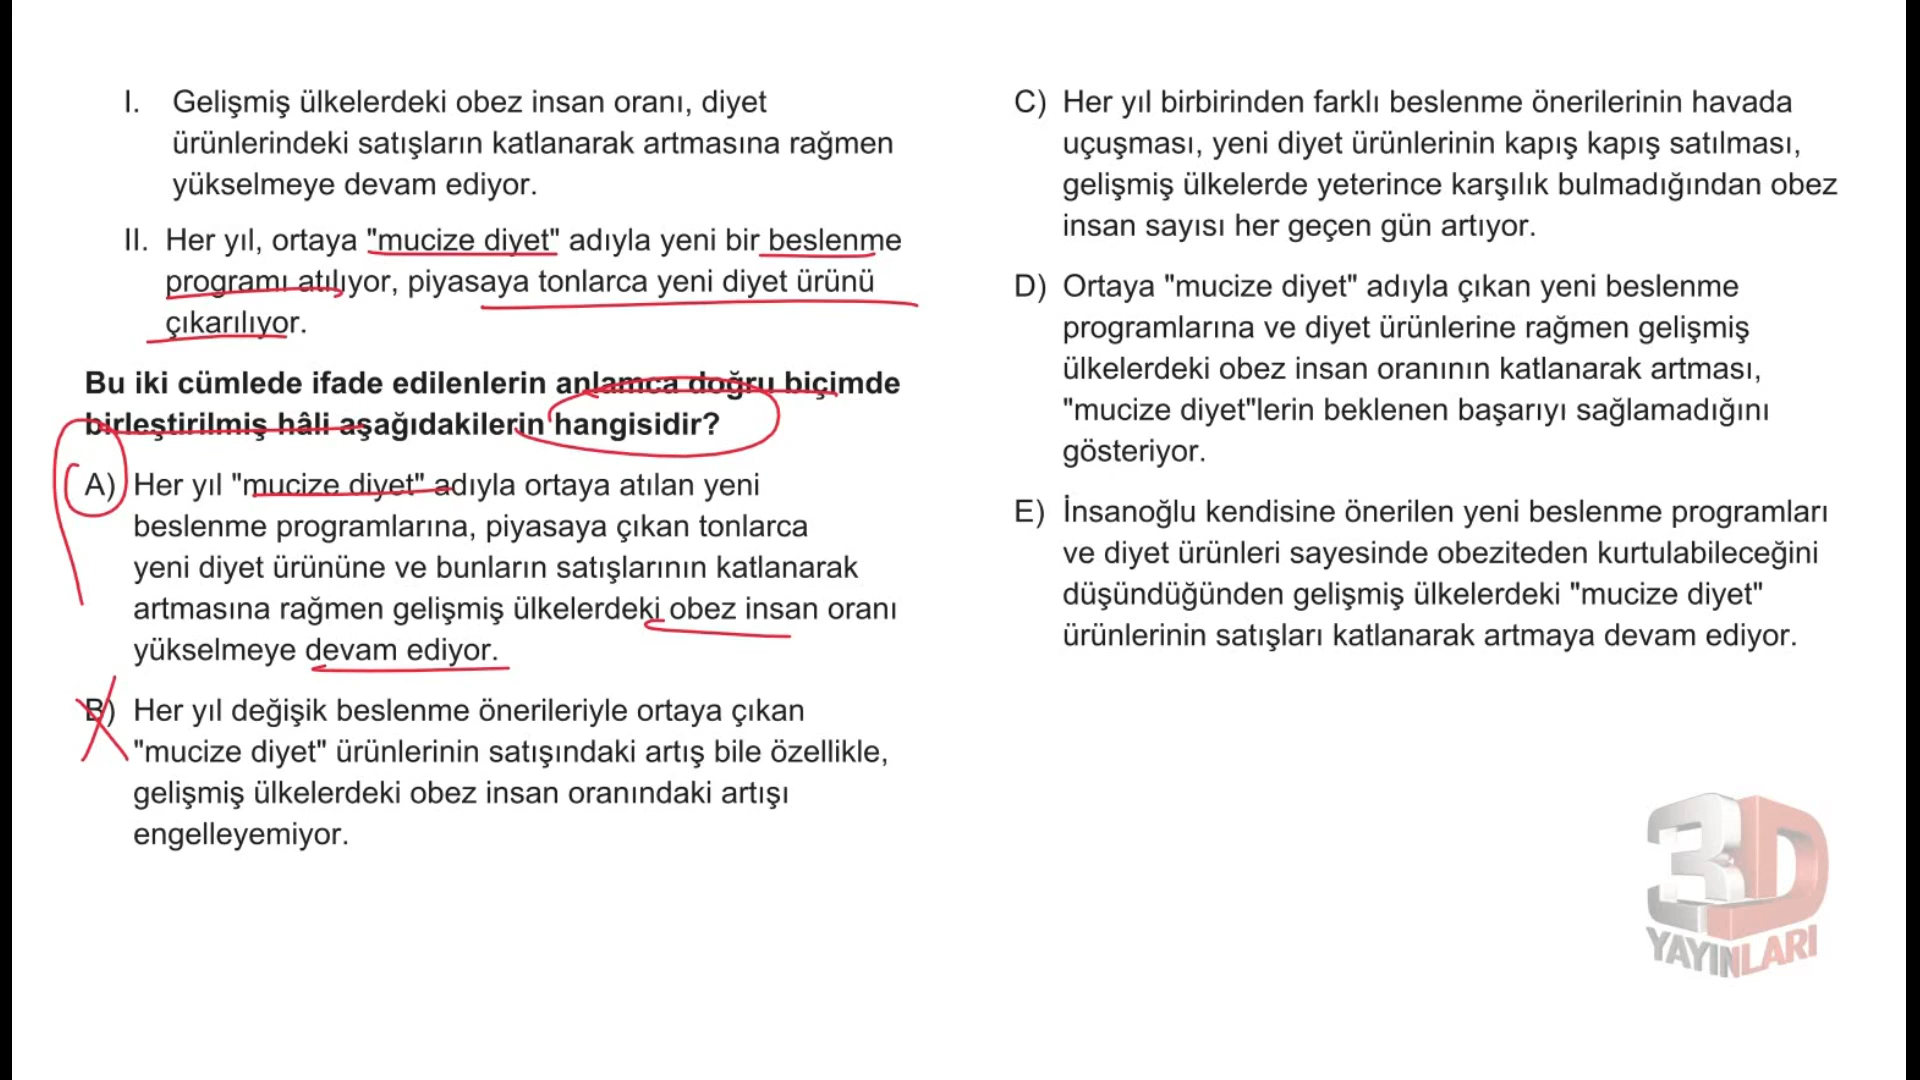 I. Gelişmiş ülkelerdeki obez insan oranı, diyet
ürünlerindeki satışların katlanarak artmasına rağmen
yükselmeye devam ediyor.
II. Her yıl, ortaya "mucize diyet" adıyla yeni bir beslenme
programı atılıyor, piyasaya tonlarca yeni diyet ürünü
çıkarılıyor.
Bu iki cümlede ifade edilenlerin anlamca doğru biçimde
birleştirilmiş hâli aşağıdakilerin hangisidir?
A) Her yıl "mucize diyet" adıyla ortaya atılan yeni
beslenme programlarına, piyasaya çıkan tonlarca
yeni diyet ürününe ve bunların satışlarının katlanarak
artmasına rağmen gelişmiş ülkelerdeki obez insan oranı
yükselmeye devam ediyor.
B) Her yıl değişik beslenme önerileriyle ortaya çıkan
"mucize diyet" ürünlerinin satışındaki artış bile özellikle,
gelişmiş ülkelerdeki obez insan oranındaki artışı
engelleyemiyor.
C) Her yıl birbirinden farklı beslenme önerilerinin havada
uçuşması, yeni diyet ürünlerinin kapış kapış satılması,
gelişmiş ülkelerde yeterince karşılık bulmadığından obez
insan sayısı her geçen gün artıyor.
D) Ortaya "mucize diyet" adıyla çıkan yeni beslenme
programlarına ve diyet ürünlerine rağmen gelişmiş
ülkelerdeki obez insan oranının katlanarak artması,
"mucize diyet"lerin beklenen başarıyı sağlamadığını
gösteriyor.
E) İnsanoğlu kendisine önerilen yeni beslenme programları
ve diyet ürünleri sayesinde obeziteden kurtulabileceğini
düşündüğünden gelişmiş ülkelerdeki "mucize diyet"
ürünlerinin satışları katlanarak artmaya devam ediyor.
3D
YAYINLARI